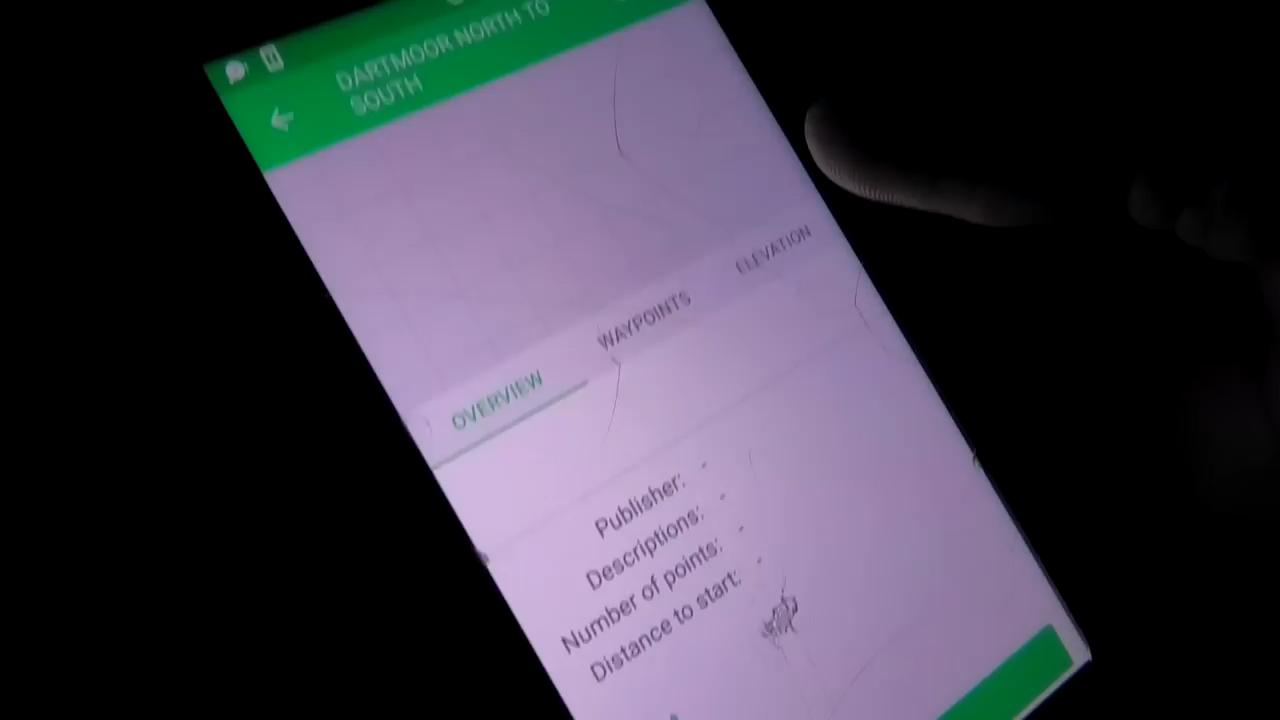 DARTMOOR NORTH TO
SOUTH
OVERVIEW
WAYPOINTS
ELEVATION
Publisher: -
Descriptions: -
Number of points: -
Distance to start: -